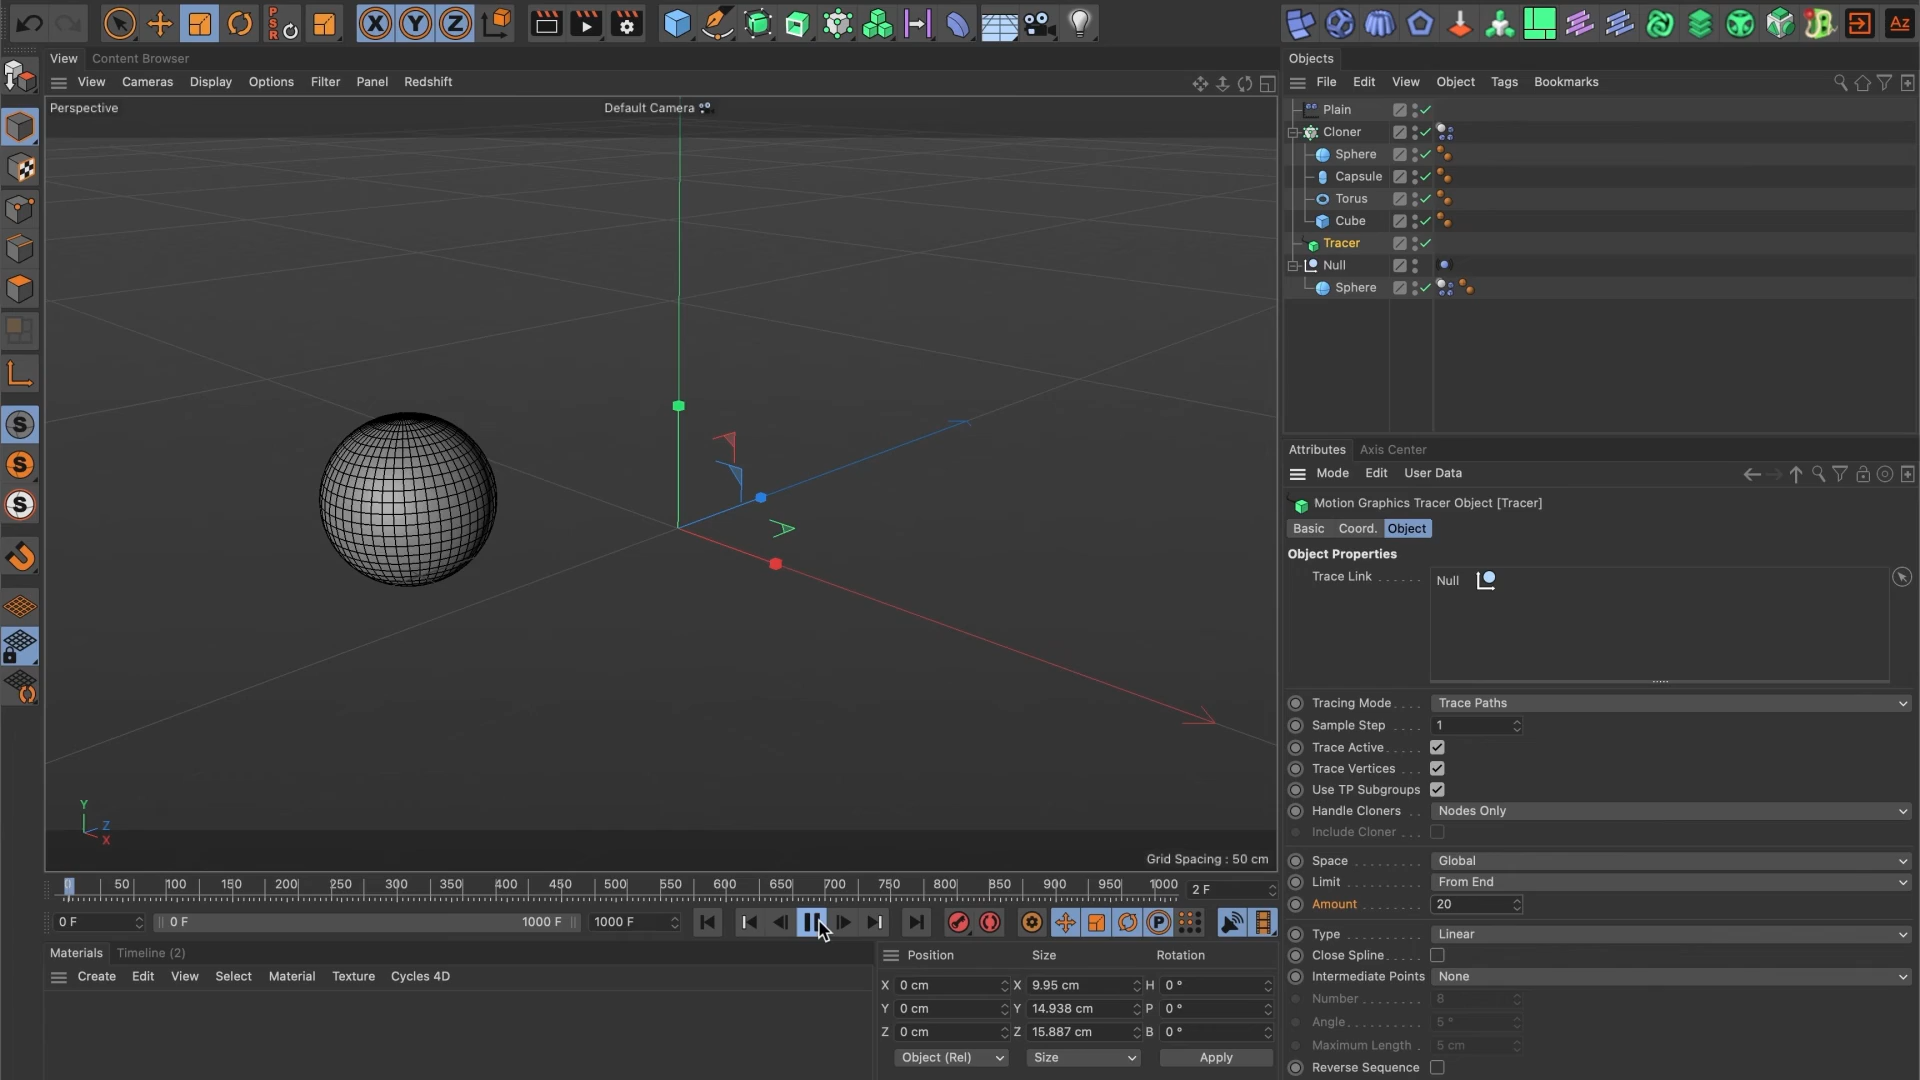 PSR
X Y Z
Az
View Content Browser
View Cameras Display Options Filter Panel Redshift
Perspective
Default Camera
S
S
S
Y
Z
X
Grid Spacing : 50 cm
0 50 100 150 200 250 300 350 400 450 500 550 600 650 700 750 800 850 900 950 1000 2 F
0 F 0 F 1000 F 1000 F P
Materials Timeline (2)
Create Edit View Select Material Texture Cycles 4D
Position Size Rotation
X 0 cm X 9.95 cm H 0 °
Y 0 cm Y 14.938 cm P 0 °
Z 0 cm Z 15.887 cm B 0 °
Object (Rel) Size Apply
Objects
File Edit View Object Tags Bookmarks
Plain
Cloner
Sphere
Capsule
Torus
Cube
Tracer
Null
Sphere
Attributes Axis Center
Mode Edit User Data
Motion Graphics Tracer Object [Tracer]
Basic Coord. Object
Object Properties
Trace Link . . . . . . Null
Tracing Mode . . . . Trace Paths
Sample Step . . . . 1
Trace Active . . . . .
Trace Vertices . . .
Use TP Subgroups
Handle Cloners . . Nodes Only
Include Cloner . . .
Space . . . . . . . . . Global
Limit . . . . . . . . . . From End
Amount . . . . . . . . 20
Type . . . . . . . . . . Linear
Close Spline . . . . .
Intermediate Points None
Number . . . . . . . . 8
Angle . . . . . . . . . . 5 °
Maximum Length . 5 cm
Reverse Sequence